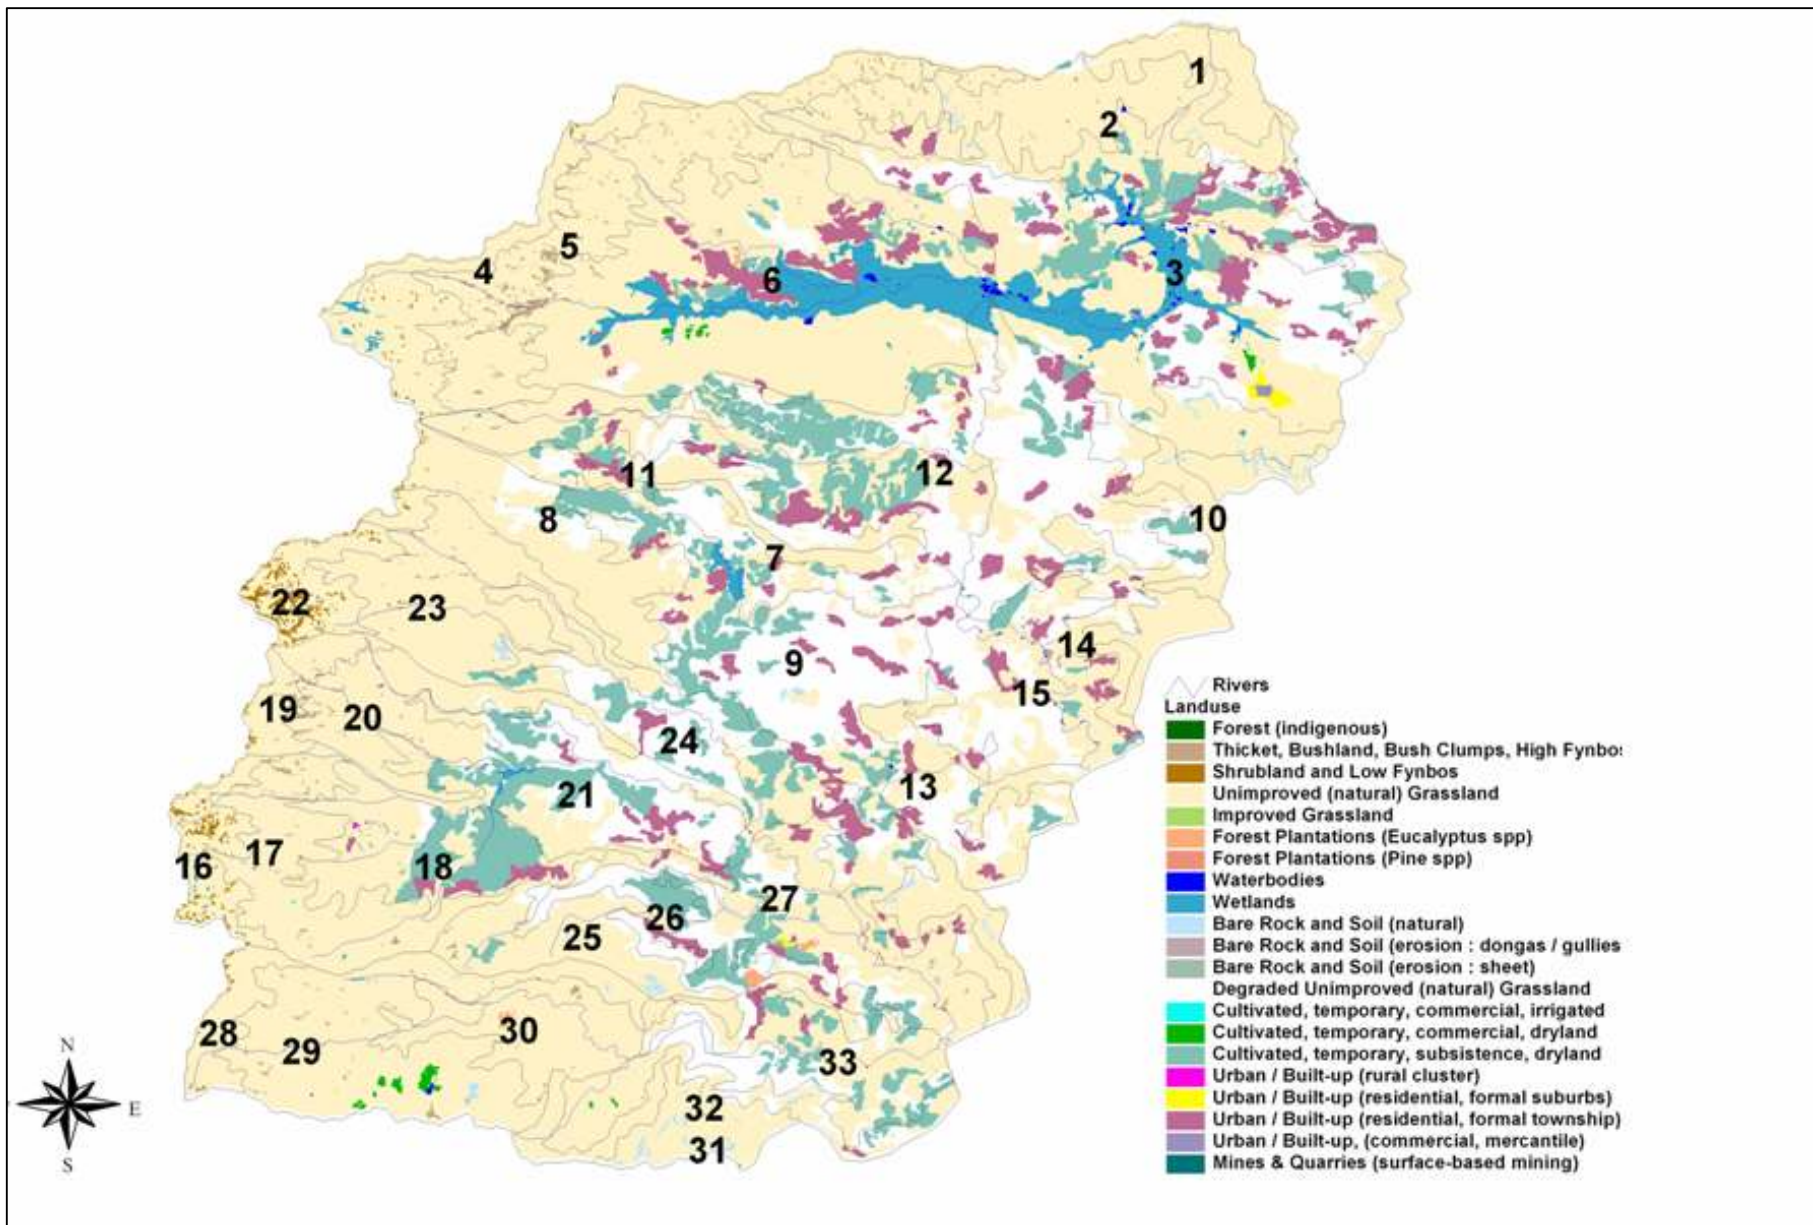 1
2
3
4
5
6
7
8
9
10
11
12
13
14
15
16
17
18
19
20
21
22
23
24
25
26
27
28
29
30
31
32
33
N
E
S
Rivers
Landuse
Forest (indigenous)
Thicket, Bushland, Bush Clumps, High Fynbo
Shrubland and Low Fynbos
Unimproved (natural) Grassland
Improved Grassland
Forest Plantations (Eucalyptus spp)
Forest Plantations (Pine spp)
Waterbodies
Wetlands
Bare Rock and Soil (natural)
Bare Rock and Soil (erosion : dongas / gullies
Bare Rock and Soil (erosion : sheet)
Degraded Unimproved (natural) Grassland
Cultivated, temporary, commercial, irrigated
Cultivated, temporary, commercial, dryland
Cultivated, temporary, subsistence, dryland
Urban / Built-up (rural cluster)
Urban / Built-up (residential, formal suburbs)
Urban / Built-up (residential, formal township)
Urban / Built-up, (commercial, mercantile)
Mines & Quarries (surface-based mining)